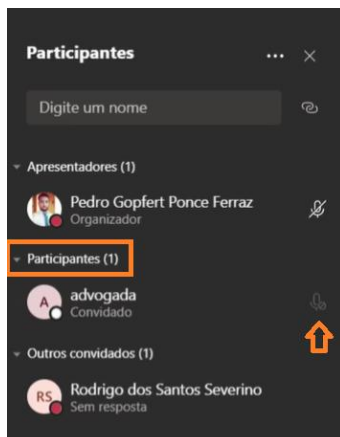 Participantes
Digite um nome
Apresentadores (1)
Pedro Gopfert Ponce Ferraz
Organizador
Participantes (1)
A
advogada
Convidado
Outros convidados (1)
RS
Rodrigo dos Santos Severino
Sem resposta